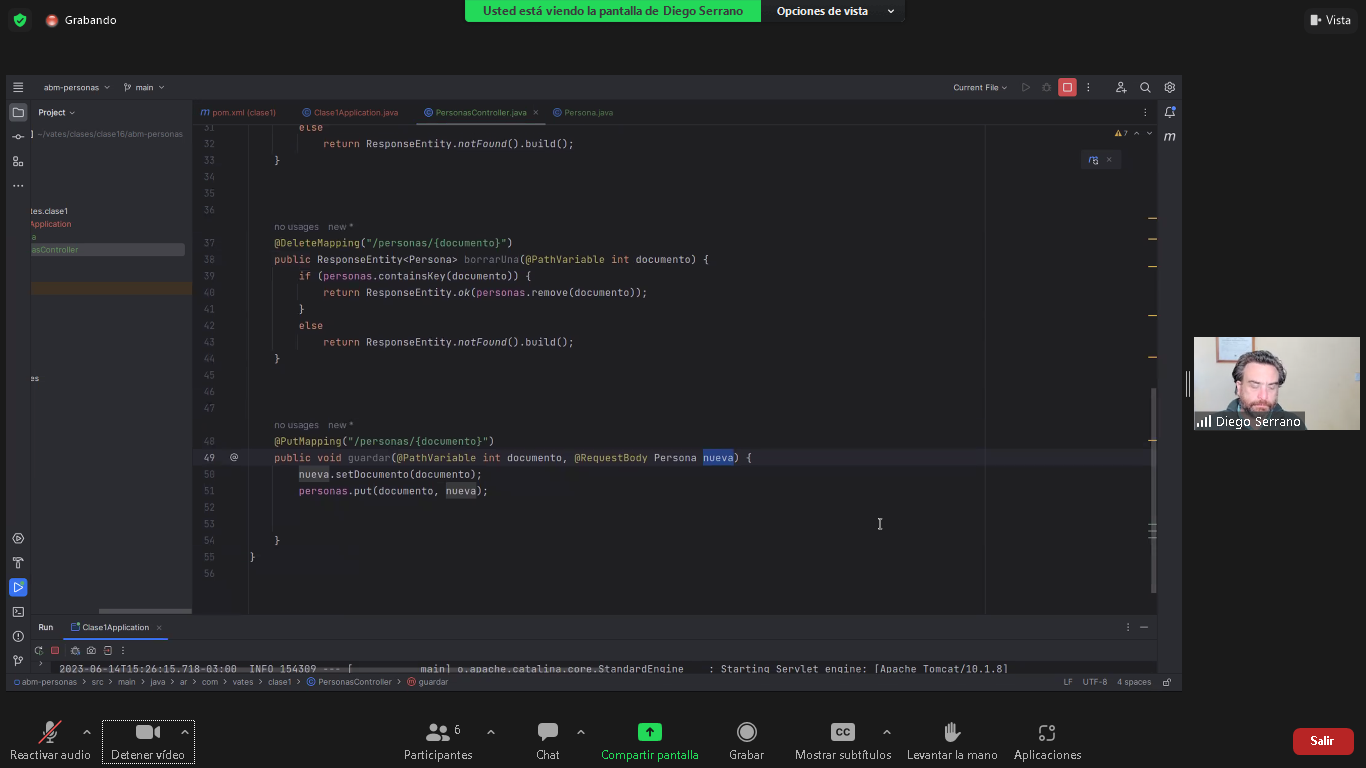 Grabando
Usted está viendo la pantalla de Diego Serrano
Opciones de vista
Vista
abm-personas
main
Current File
Project
pom.xml (clase1)
Clase1Application.java
PersonasController.java
Persona.java
] ~/vates/clases/clase16/abm-personas
tes.clase1
Application
a
asController
es
7
31 else
32 return ResponseEntity.notFound().build();
33 }
34
35
36
no usages new *
37 @DeleteMapping("/personas/{documento}")
38 public ResponseEntity<Persona> borrarUna(@PathVariable int documento) {
39 if (personas.containsKey(documento)) {
40 return ResponseEntity.ok(personas.remove(documento));
41 }
42 else
43 return ResponseEntity.notFound().build();
44 }
45
46
47
no usages new *
48 @PutMapping("/personas/{documento}")
49 @ public void guardar(@PathVariable int documento, @RequestBody Persona nueva) {
50 nueva.setDocumento(documento);
51 personas.put(documento, nueva);
52
53
54 }
55 }
56
Diego Serrano
Run
Clase1Application
2023-06-14T15:26:15.718-03:00 INFO 154309 --- [ main] o.apache.catalina.core.StandardEngine : Starting Servlet engine: [Apache Tomcat/10.1.8]
abm-personas > src > main > java > ar > com > vates > clase1 > PersonasController > guardar
LF UTF-8 4 spaces
Reactivar audio
Detener vídeo
Participantes
6
Chat
Compartir pantalla
Grabar
CC
Mostrar subtítulos
Levantar la mano
Aplicaciones
Salir